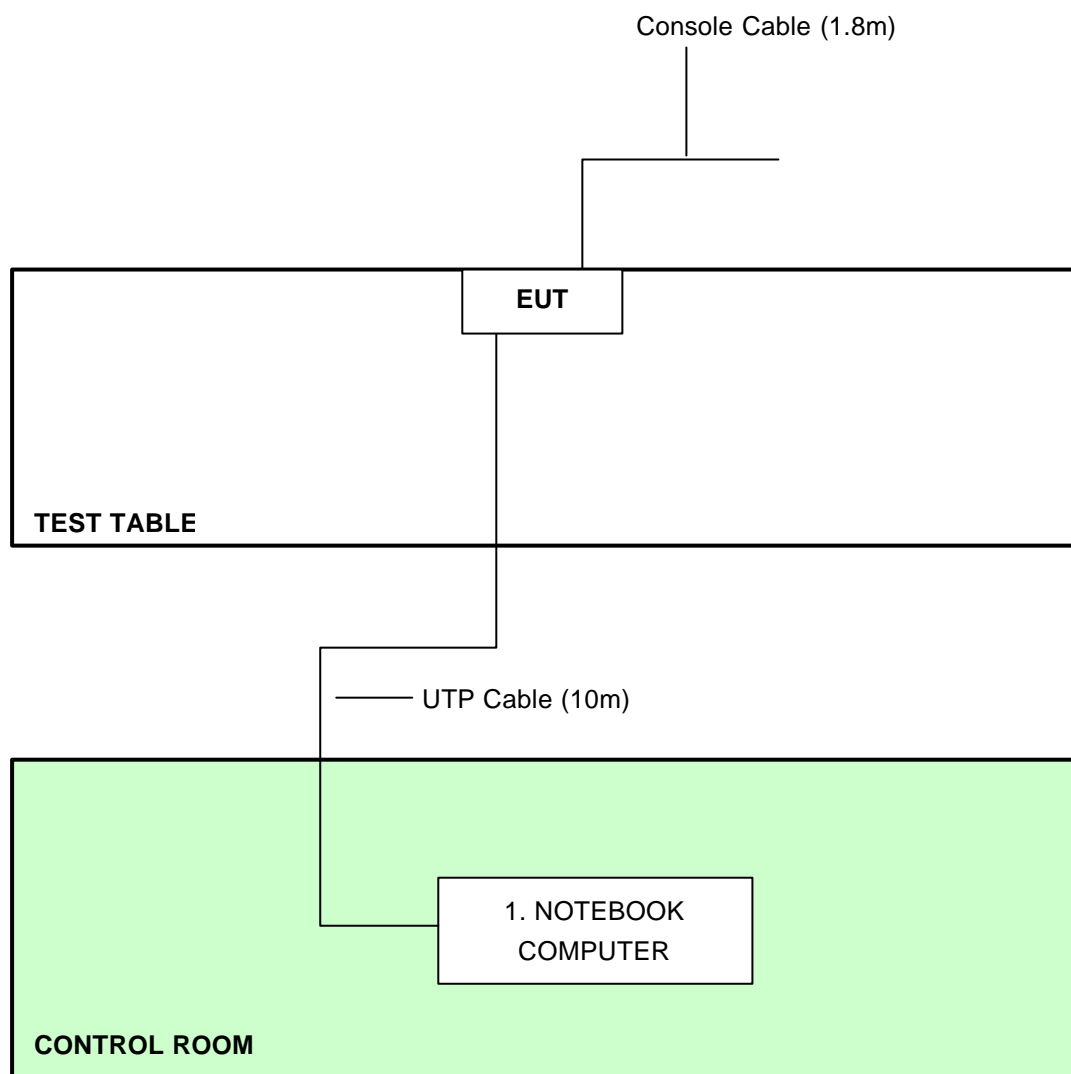 Console Cable (1.8m)
EUT
TEST TABLE
UTP Cable (10m)
1. NOTEBOOK
COMPUTER
CONTROL ROOM